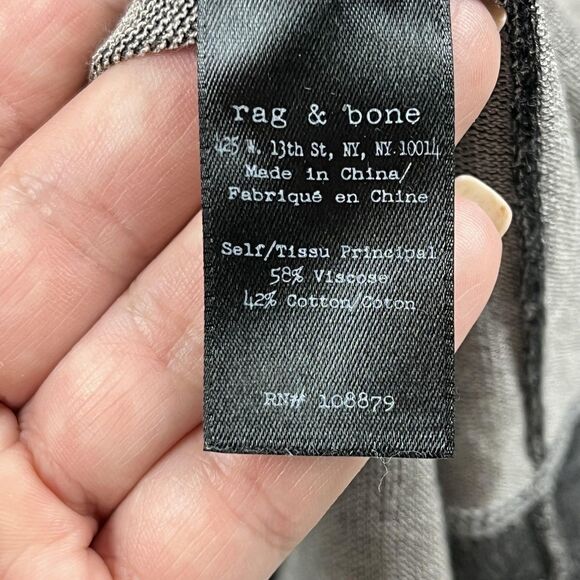 rag & bone
425 W. 13th St, NY, NY 10014
Made in China/
Fabriqué en Chine
Self/Tissu Principal
58% Viscose
42% Cotton/Coton
RN# 108879